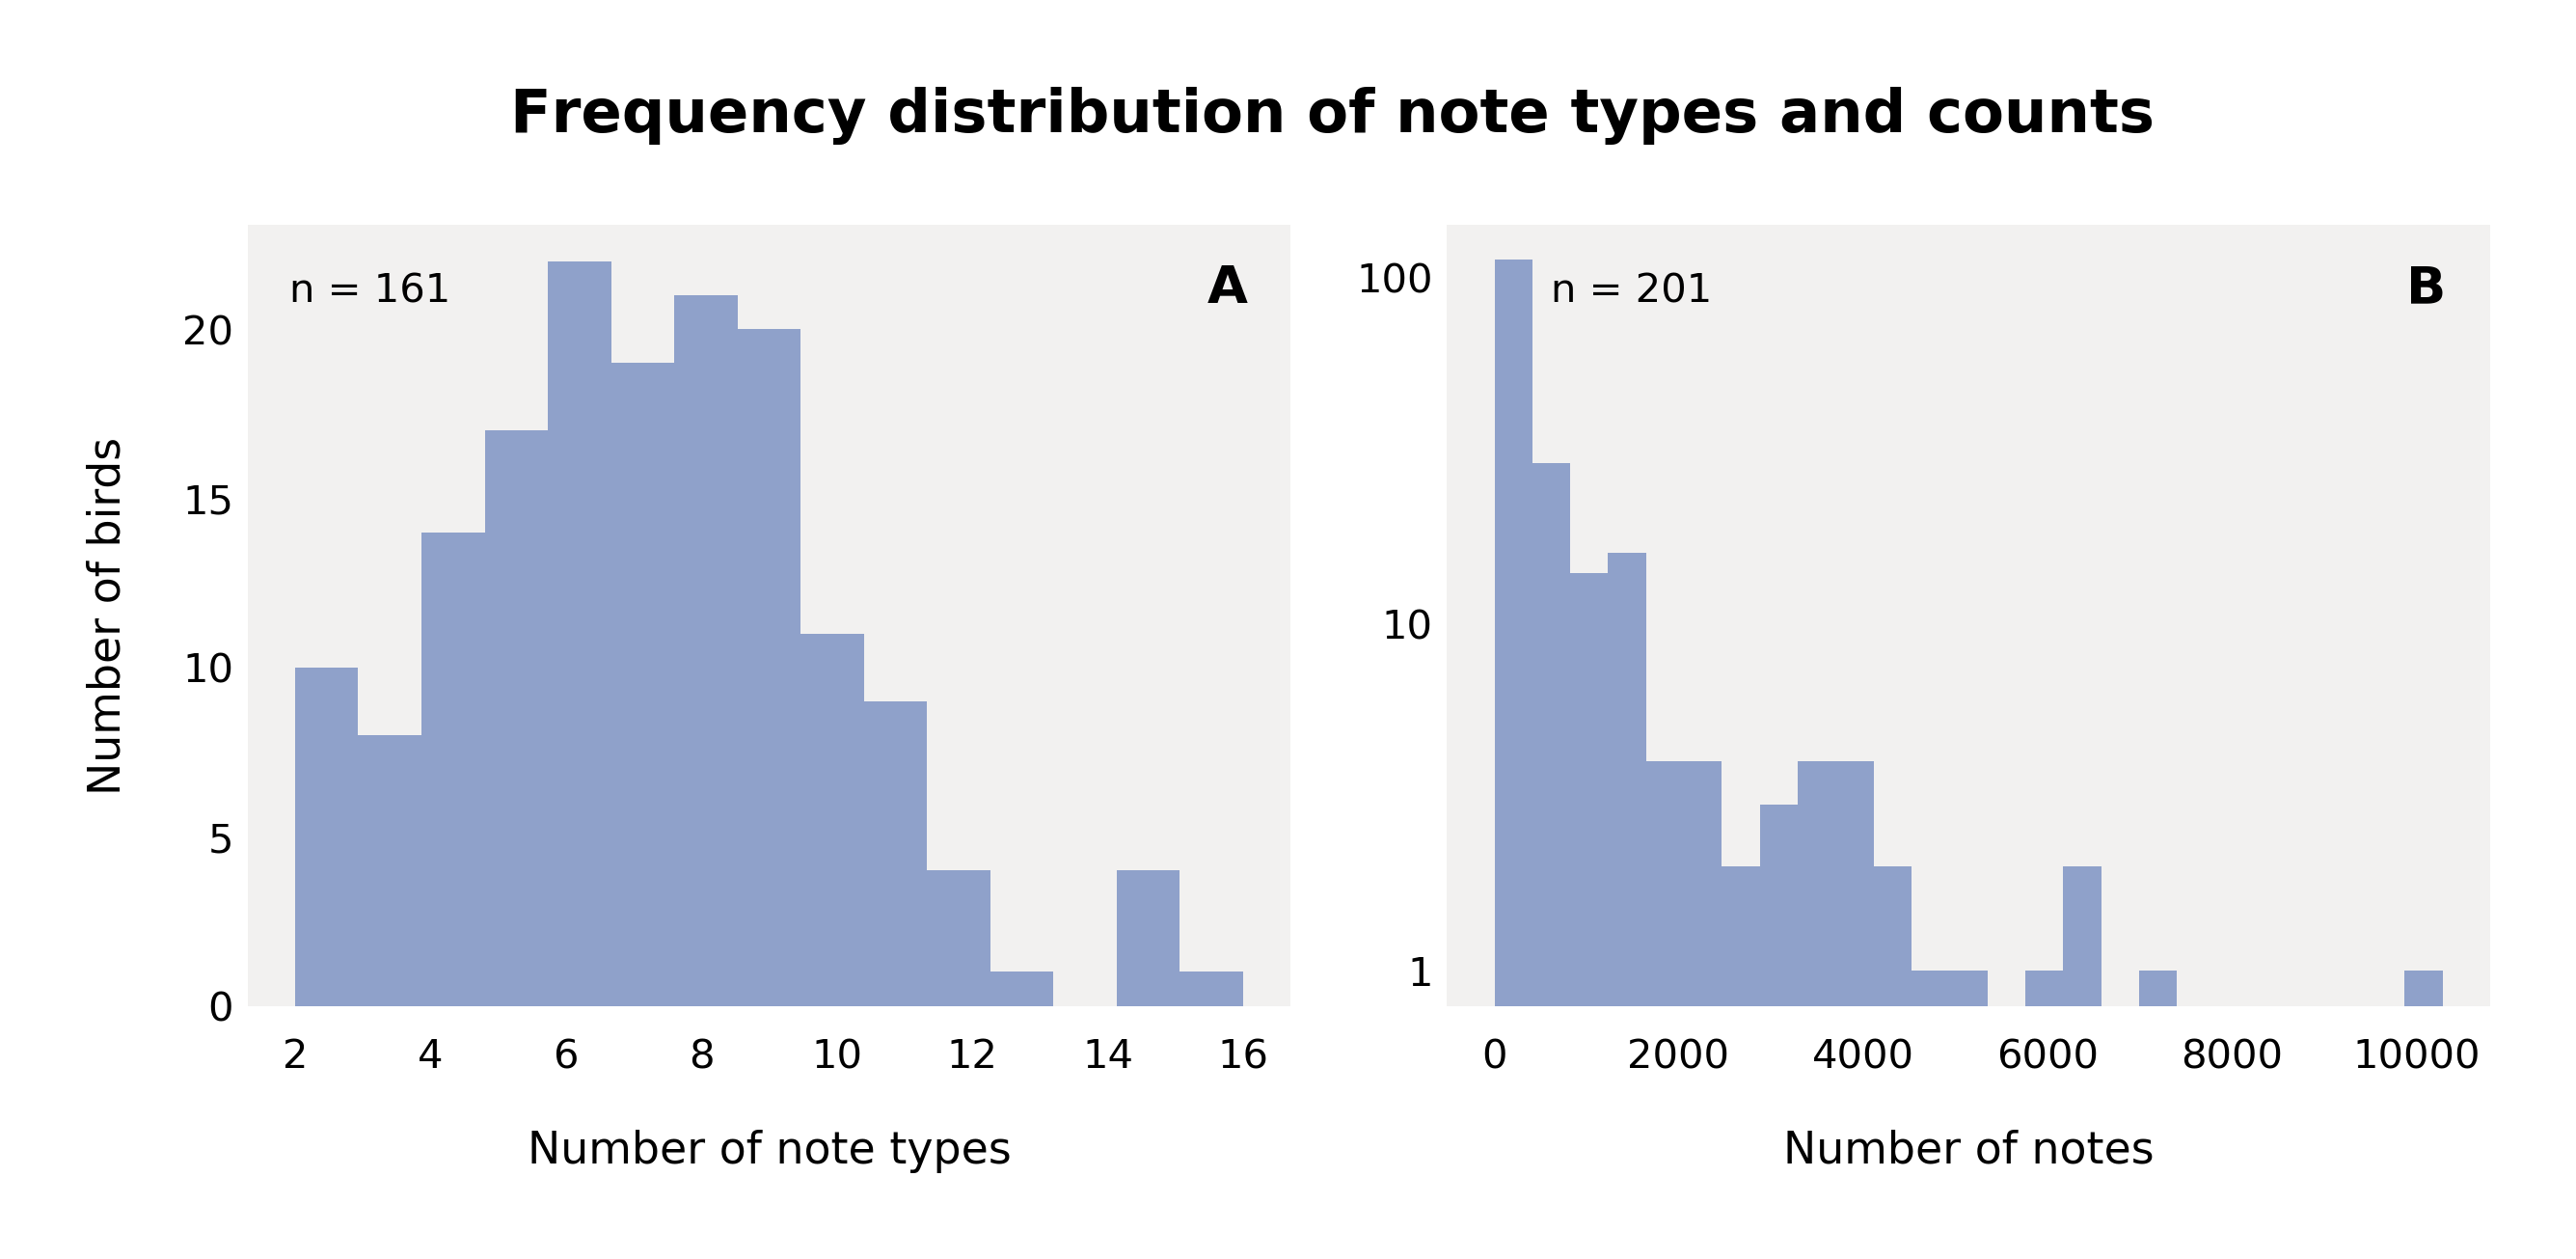 Frequency distribution of note types and counts
n = 161
A
20
15
10
5
0
Number of birds
2 4 6 8 10 12 14 16
Number of note types
n = 201
B
100
10
1
0 2000 4000 6000 8000 10000
Number of notes